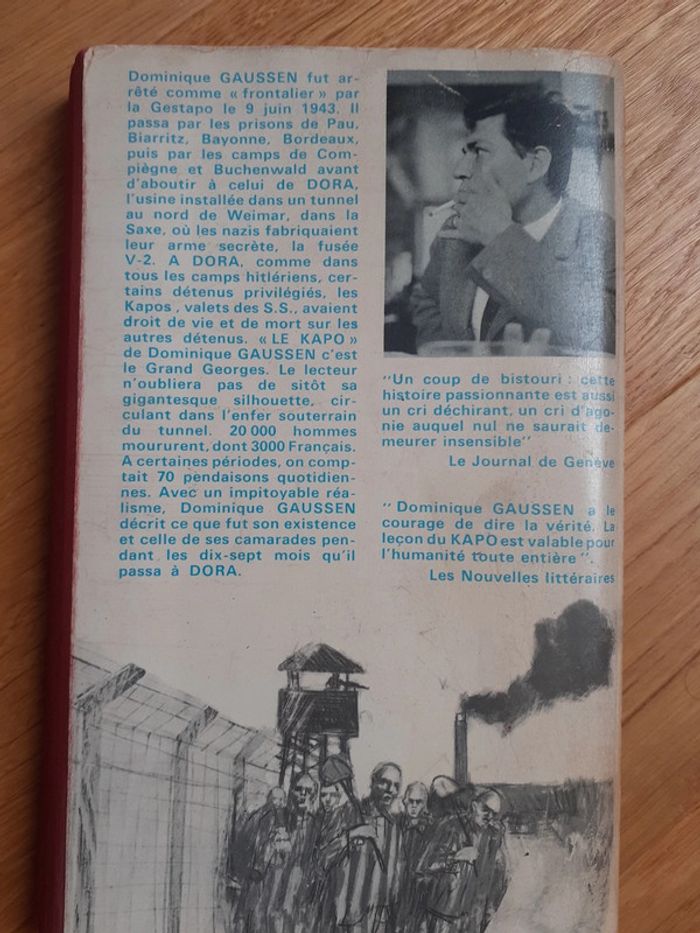 Dominique GAUSSEN fut ar-
rêté comme « frontalier » par
la Gestapo le 9 juin 1943. Il
passa par les prisons de Pau,
Biarritz, Bayonne, Bordeaux,
puis par les camps de Com-
piègne et Buchenwald avant
d'aboutir à celui de DORA,
l'usine installée dans un tunnel
au nord de Weimar, dans la
Saxe, où les nazis fabriquaient
leur arme secrète, la fusée
V-2. A DORA, comme dans
tous les camps hitlériens, cer-
tains détenus privilégiés, les
Kapos, valets des S.S., avaient
droit de vie et de mort sur les
autres détenus. « LE KAPO »
de Dominique GAUSSEN c'est
le Grand Georges. Le lecteur
n'oubliera pas de sitôt sa
gigantesque silhouette, cir-
culant dans l'enfer souterrain
du tunnel. 20 000 hommes
moururent, dont 3000 Français.
A certaines périodes, on comp-
tait 70 pendaisons quotidien-
nes. Avec un impitoyable réa-
lisme, Dominique GAUSSEN
décrit ce que fut son existence
et celle de ses camarades pen-
dant les dix-sept mois qu'il
passa à DORA.
"Un coup de bistouri : cette
histoire passionnante est aussi
un cri déchirant, un cri d'ago-
nie auquel nul ne saurait de-
meurer insensible"
Le Journal de Genève
"Dominique GAUSSEN a le
courage de dire la vérité. La
leçon du KAPO est valable pour
l'humanité toute entière".
Les Nouvelles littéraires